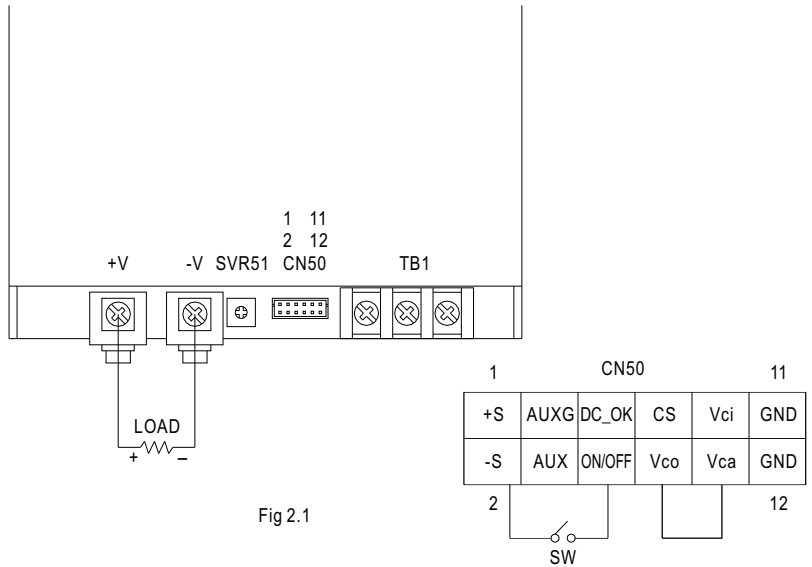 1 11
2 12
+V -V SVR51 CN50 TB1
LOAD
+ –
Fig 2.1
1 CN50 11
+S AUXG DC_OK CS Vci GND
-S AUX ON/OFF Vco Vca GND
2 12
SW